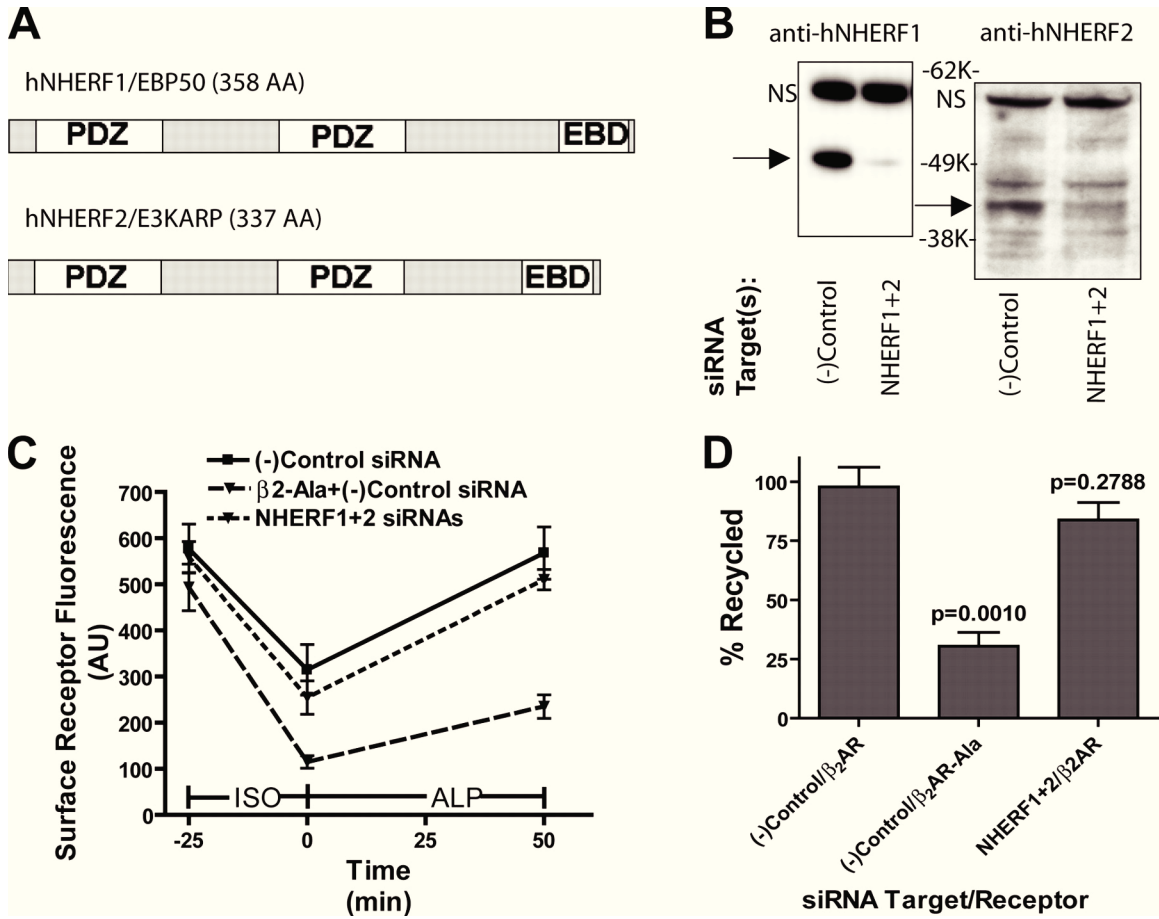 A
hNHERF1/EBP50 (358 AA)
PDZ PDZ EBD
hNHERF2/E3KARP (337 AA)
PDZ PDZ EBD
B
anti-hNHERF1 anti-hNHERF2
-62K-
NS NS
-49K-
-38K-
siRNA
Target(s):
(-)Control
NHERF1+2
(-)Control
NHERF1+2
C
(-)Control siRNA
β2-Ala+(-)Control siRNA
NHERF1+2 siRNAs
Surface Receptor Fluorescence
(AU)
700
600
500
400
300
200
100
0
ISO ALP
-25 0 25 50
Time
(min)
D
% Recycled
100
75
50
25
0
p=0.0010
p=0.2788
(-)Control/β₂AR
(-)Control/β₂AR-Ala
NHERF1+2/β2AR
siRNA Target/Receptor